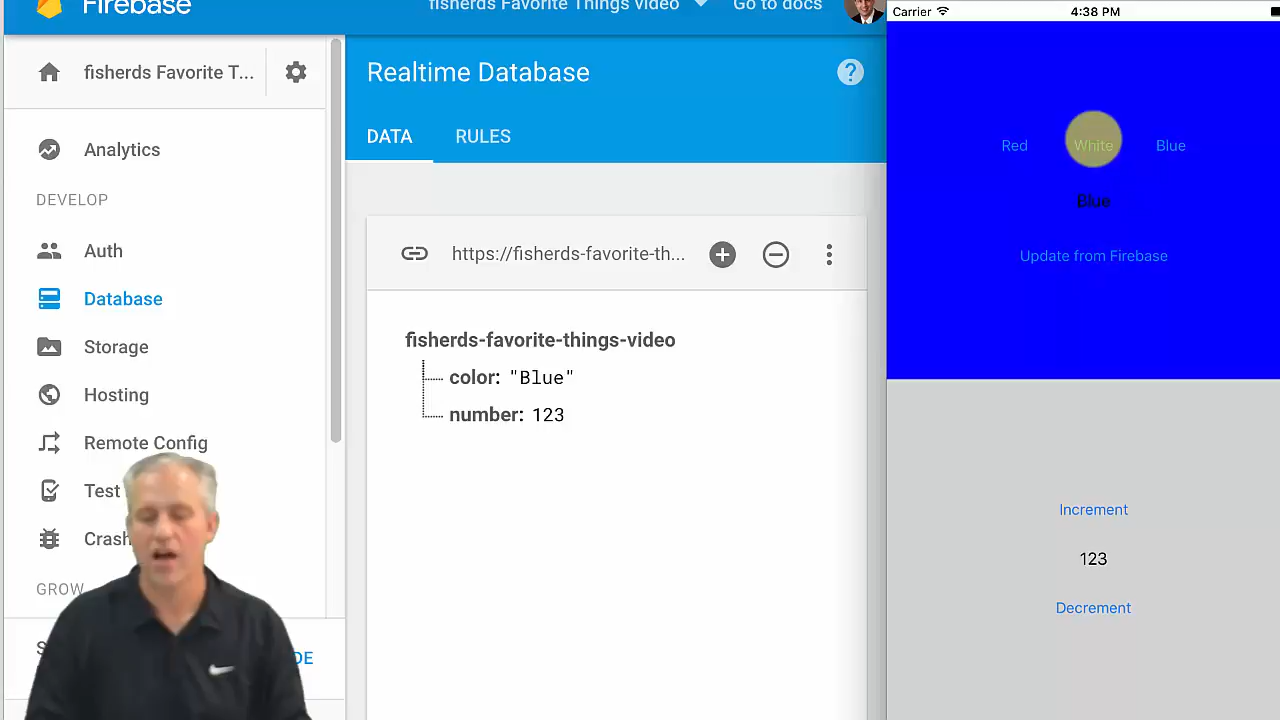 Firebase
fisherds Favorite Things video
Go to docs
Carrier
4:38 PM
fisherds Favorite T...
Realtime Database
?
DATA
RULES
Analytics
DEVELOP
Auth
Database
Storage
Hosting
Remote Config
Test
Crash
GROW
S
DE
https://fisherds-favorite-th...
fisherds-favorite-things-video
color: "Blue"
number: 123
Red
White
Blue
Blue
Update from Firebase
Increment
123
Decrement